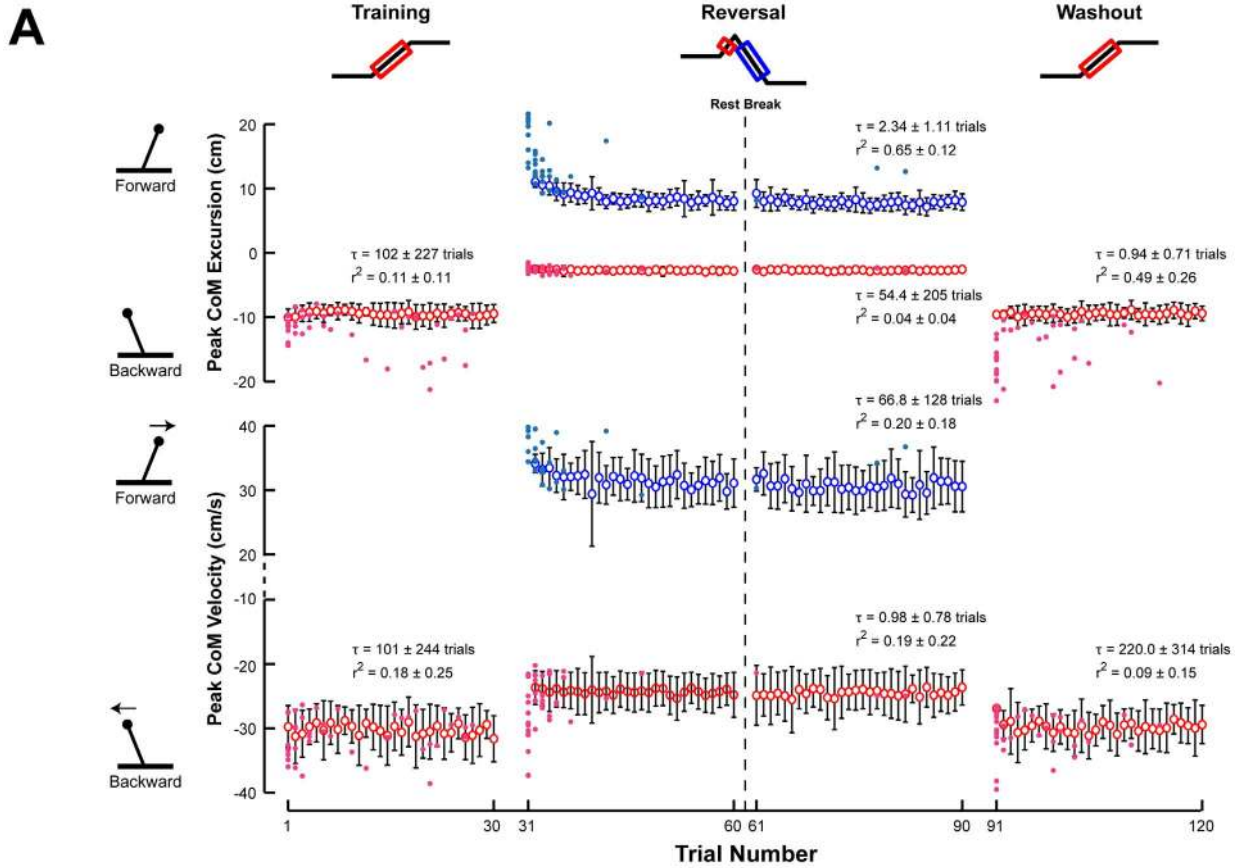 A
Training
Reversal
Washout
Rest Break
Forward
Backward
Forward
Backward
Peak CoM Excursion (cm)
20
10
0
-10
-20
τ = 102 ± 227 trials
r² = 0.11 ± 0.11
τ = 2.34 ± 1.11 trials
r² = 0.65 ± 0.12
τ = 54.4 ± 205 trials
r² = 0.04 ± 0.04
τ = 0.94 ± 0.71 trials
r² = 0.49 ± 0.26
Peak CoM Velocity (cm/s)
40
30
20
-10
-20
-30
-40
τ = 66.8 ± 128 trials
r² = 0.20 ± 0.18
τ = 101 ± 244 trials
r² = 0.18 ± 0.25
τ = 0.98 ± 0.78 trials
r² = 0.19 ± 0.22
τ = 220.0 ± 314 trials
r² = 0.09 ± 0.15
1 30 31 60 61 90 91 120
Trial Number